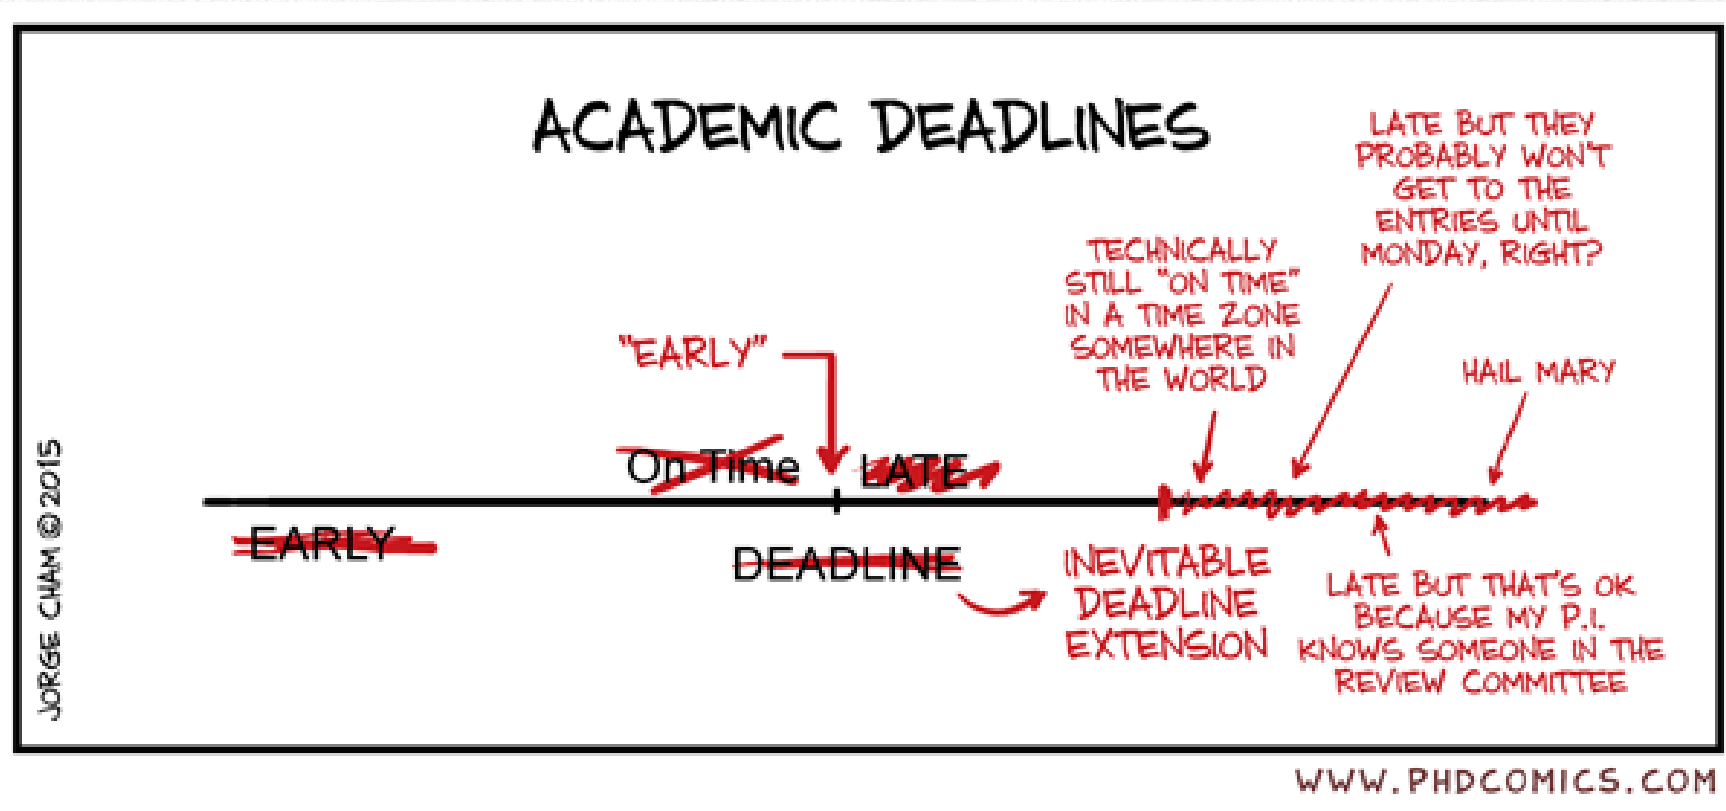 ACADEMIC DEADLINES
LATE BUT THEY
PROBABLY WON'T
GET TO THE
ENTRIES UNTIL
MONDAY, RIGHT?
TECHNICALLY
STILL "ON TIME"
IN A TIME ZONE
SOMEWHERE IN
THE WORLD
"EARLY"
HAIL MARY
On Time
LATE
EARLY
DEADLINE
INEVITABLE
DEADLINE
EXTENSION
LATE BUT THAT'S OK
BECAUSE MY P.I.
KNOWS SOMEONE IN THE
REVIEW COMMITTEE
JORGE CHAM © 2015
WWW.PHDCOMICS.COM